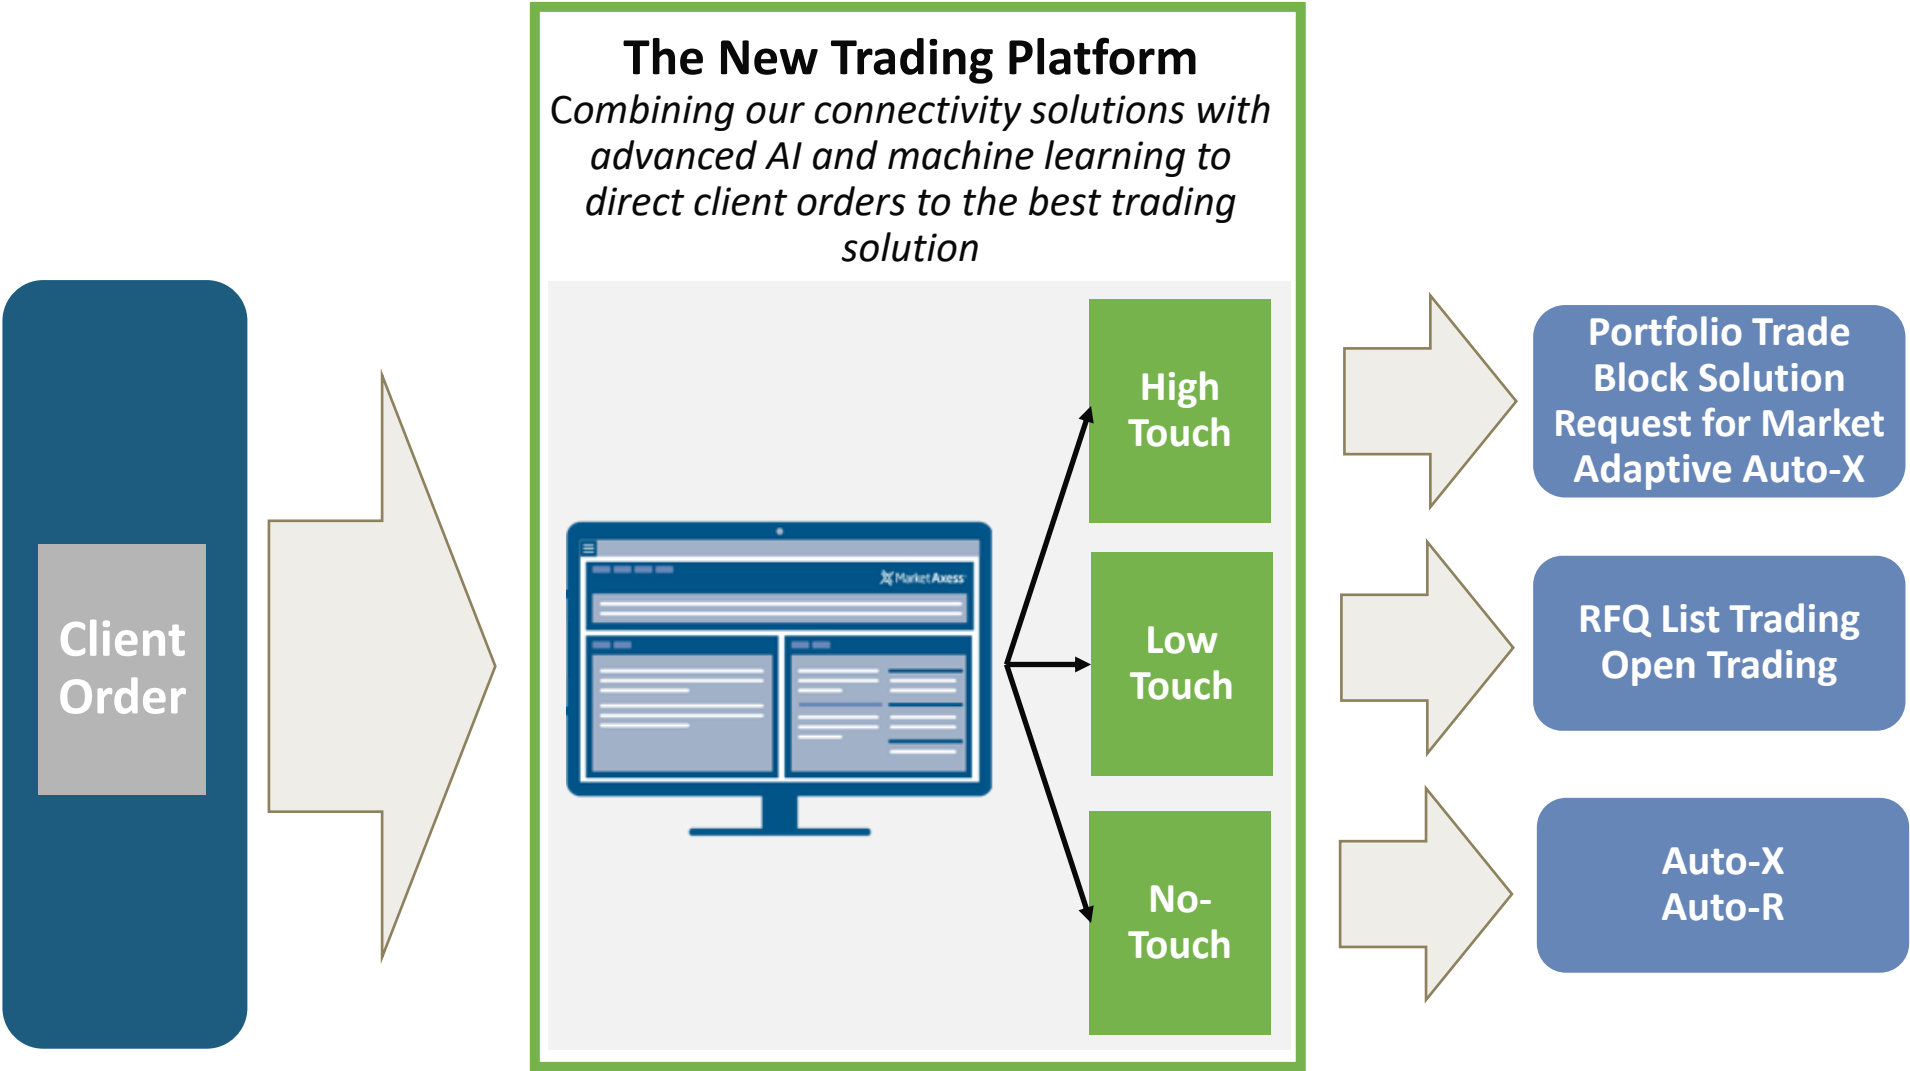 The New Trading Platform
Combining our connectivity solutions with
advanced AI and machine learning to
direct client orders to the best trading
solution
Client
Order
MarketAxess
High
Touch
Low
Touch
No-
Touch
Portfolio Trade
Block Solution
Request for Market
Adaptive Auto-X
RFQ List Trading
Open Trading
Auto-X
Auto-R